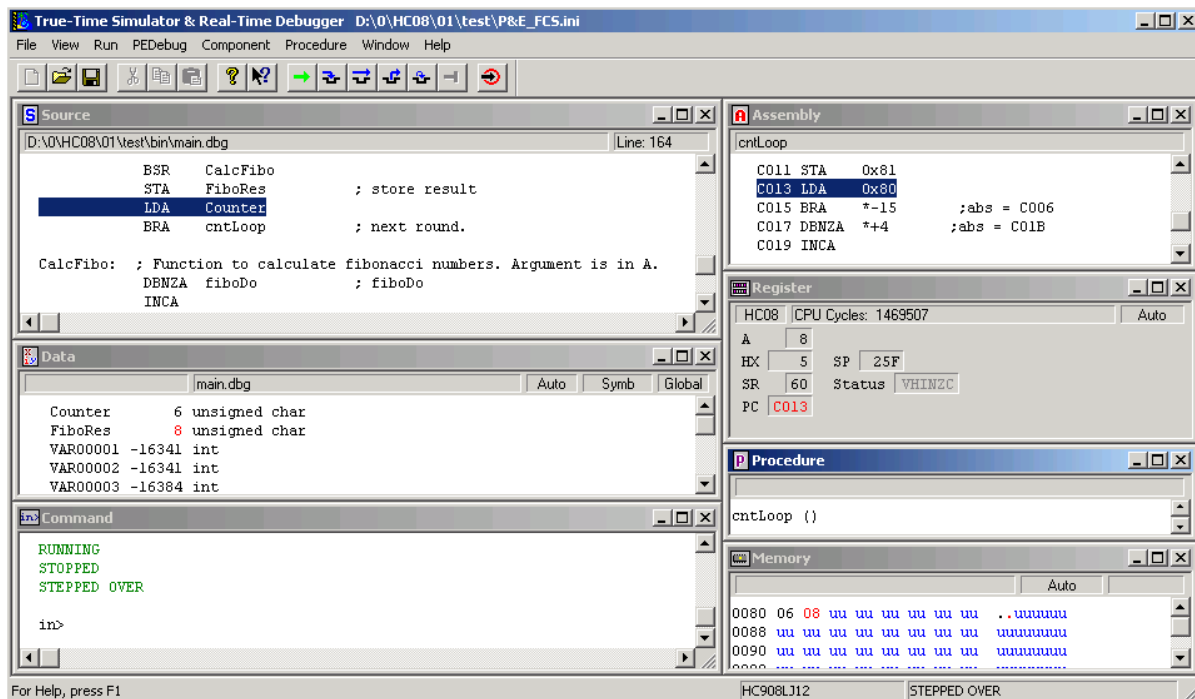 True-Time Simulator & Real-Time Debugger D:\0\HC08\01\test\P&E_FCS.ini
File View Run PEDebug Component Procedure Window Help
Source
D:\0\HC08\01\test\bin\main.dbg Line: 164
BSR CalcFibo
STA FiboRes ; store result
LDA Counter
BRA cntLoop ; next round.
CalcFibo: ; Function to calculate fibonacci numbers. Argument is in A.
DBNZA fiboDo ; fiboDo
INCA
Assembly
cntLoop
C011 STA 0x81
C013 LDA 0x80
C015 BRA *-15 ;abs = C006
C017 DBNZA *+4 ;abs = C01B
C019 INCA
Register
HC08 CPU Cycles: 1469507 Auto
A 8
HX 5 SP 25F
SR 60 Status VHINZC
PC C013
Data
main.dbg Auto Symb Global
Counter 6 unsigned char
FiboRes 8 unsigned char
VAR00001 -16341 int
VAR00002 -16341 int
VAR00003 -16384 int
Procedure
cntLoop ()
Command
RUNNING
STOPPED
STEPPED OVER
in>
Memory
Auto
0080 06 08 uu uu uu uu uu uu ..uuuuuu
0088 uu uu uu uu uu uu uu uu uuuuuuuu
0090 uu uu uu uu uu uu uu uu uuuuuuuu
For Help, press F1
HC908LJ12 STEPPED OVER